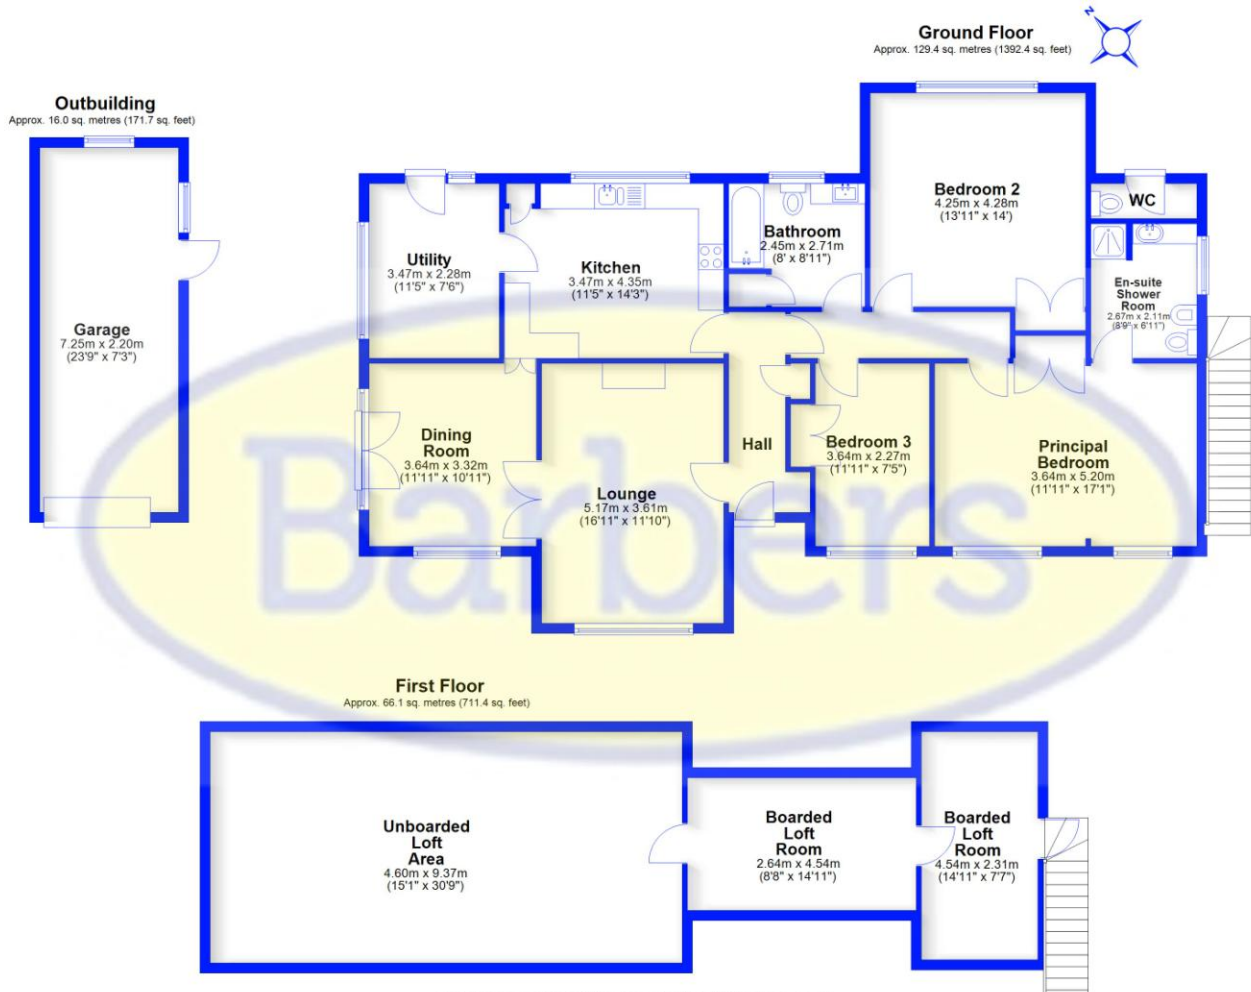 Ground Floor
Approx. 129.4 sq. metres (1392.4 sq. feet)
N
Outbuilding
Approx. 16.0 sq. metres (171.7 sq. feet)
Garage
7.25m x 2.20m
(23'9" x 7'3")
Utility
3.47m x 2.28m
(11'5" x 7'6")
Kitchen
3.47m x 4.35m
(11'5" x 14'3")
Bathroom
2.45m x 2.71m
(8' x 8'11")
Bedroom 2
4.25m x 4.28m
(13'11" x 14')
WC
En-suite
Shower
Room
2.67m x 2.11m
(8'9" x 6'11")
Dining
Room
3.64m x 3.32m
(11'11" x 10'11")
Lounge
5.17m x 3.61m
(16'11" x 11'10")
Hall
Bedroom 3
3.64m x 2.27m
(11'11" x 7'5")
Principal
Bedroom
3.64m x 5.20m
(11'11" x 17'1")
Barbers
First Floor
Approx. 66.1 sq. metres (711.4 sq. feet)
Unboarded
Loft
Area
4.60m x 9.37m
(15'1" x 30'9")
Boarded
Loft
Room
2.64m x 4.54m
(8'8" x 14'11")
Boarded
Loft
Room
4.54m x 2.31m
(14'11" x 7'7")